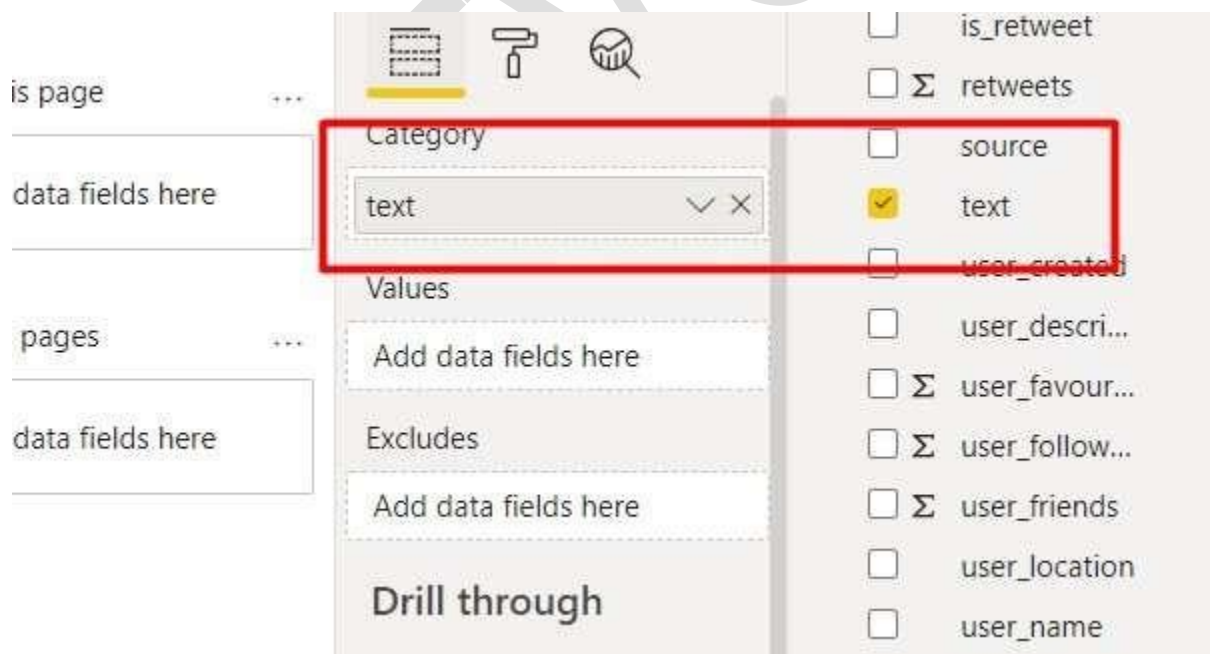 is page ...
data fields here
pages ...
data fields here
Category
text
Values
Add data fields here
Excludes
Add data fields here
Drill through
is_retweet
Σ retweets
source
text
user_created
user_descri...
Σ user_favour...
Σ user_follow...
Σ user_friends
user_location
user_name